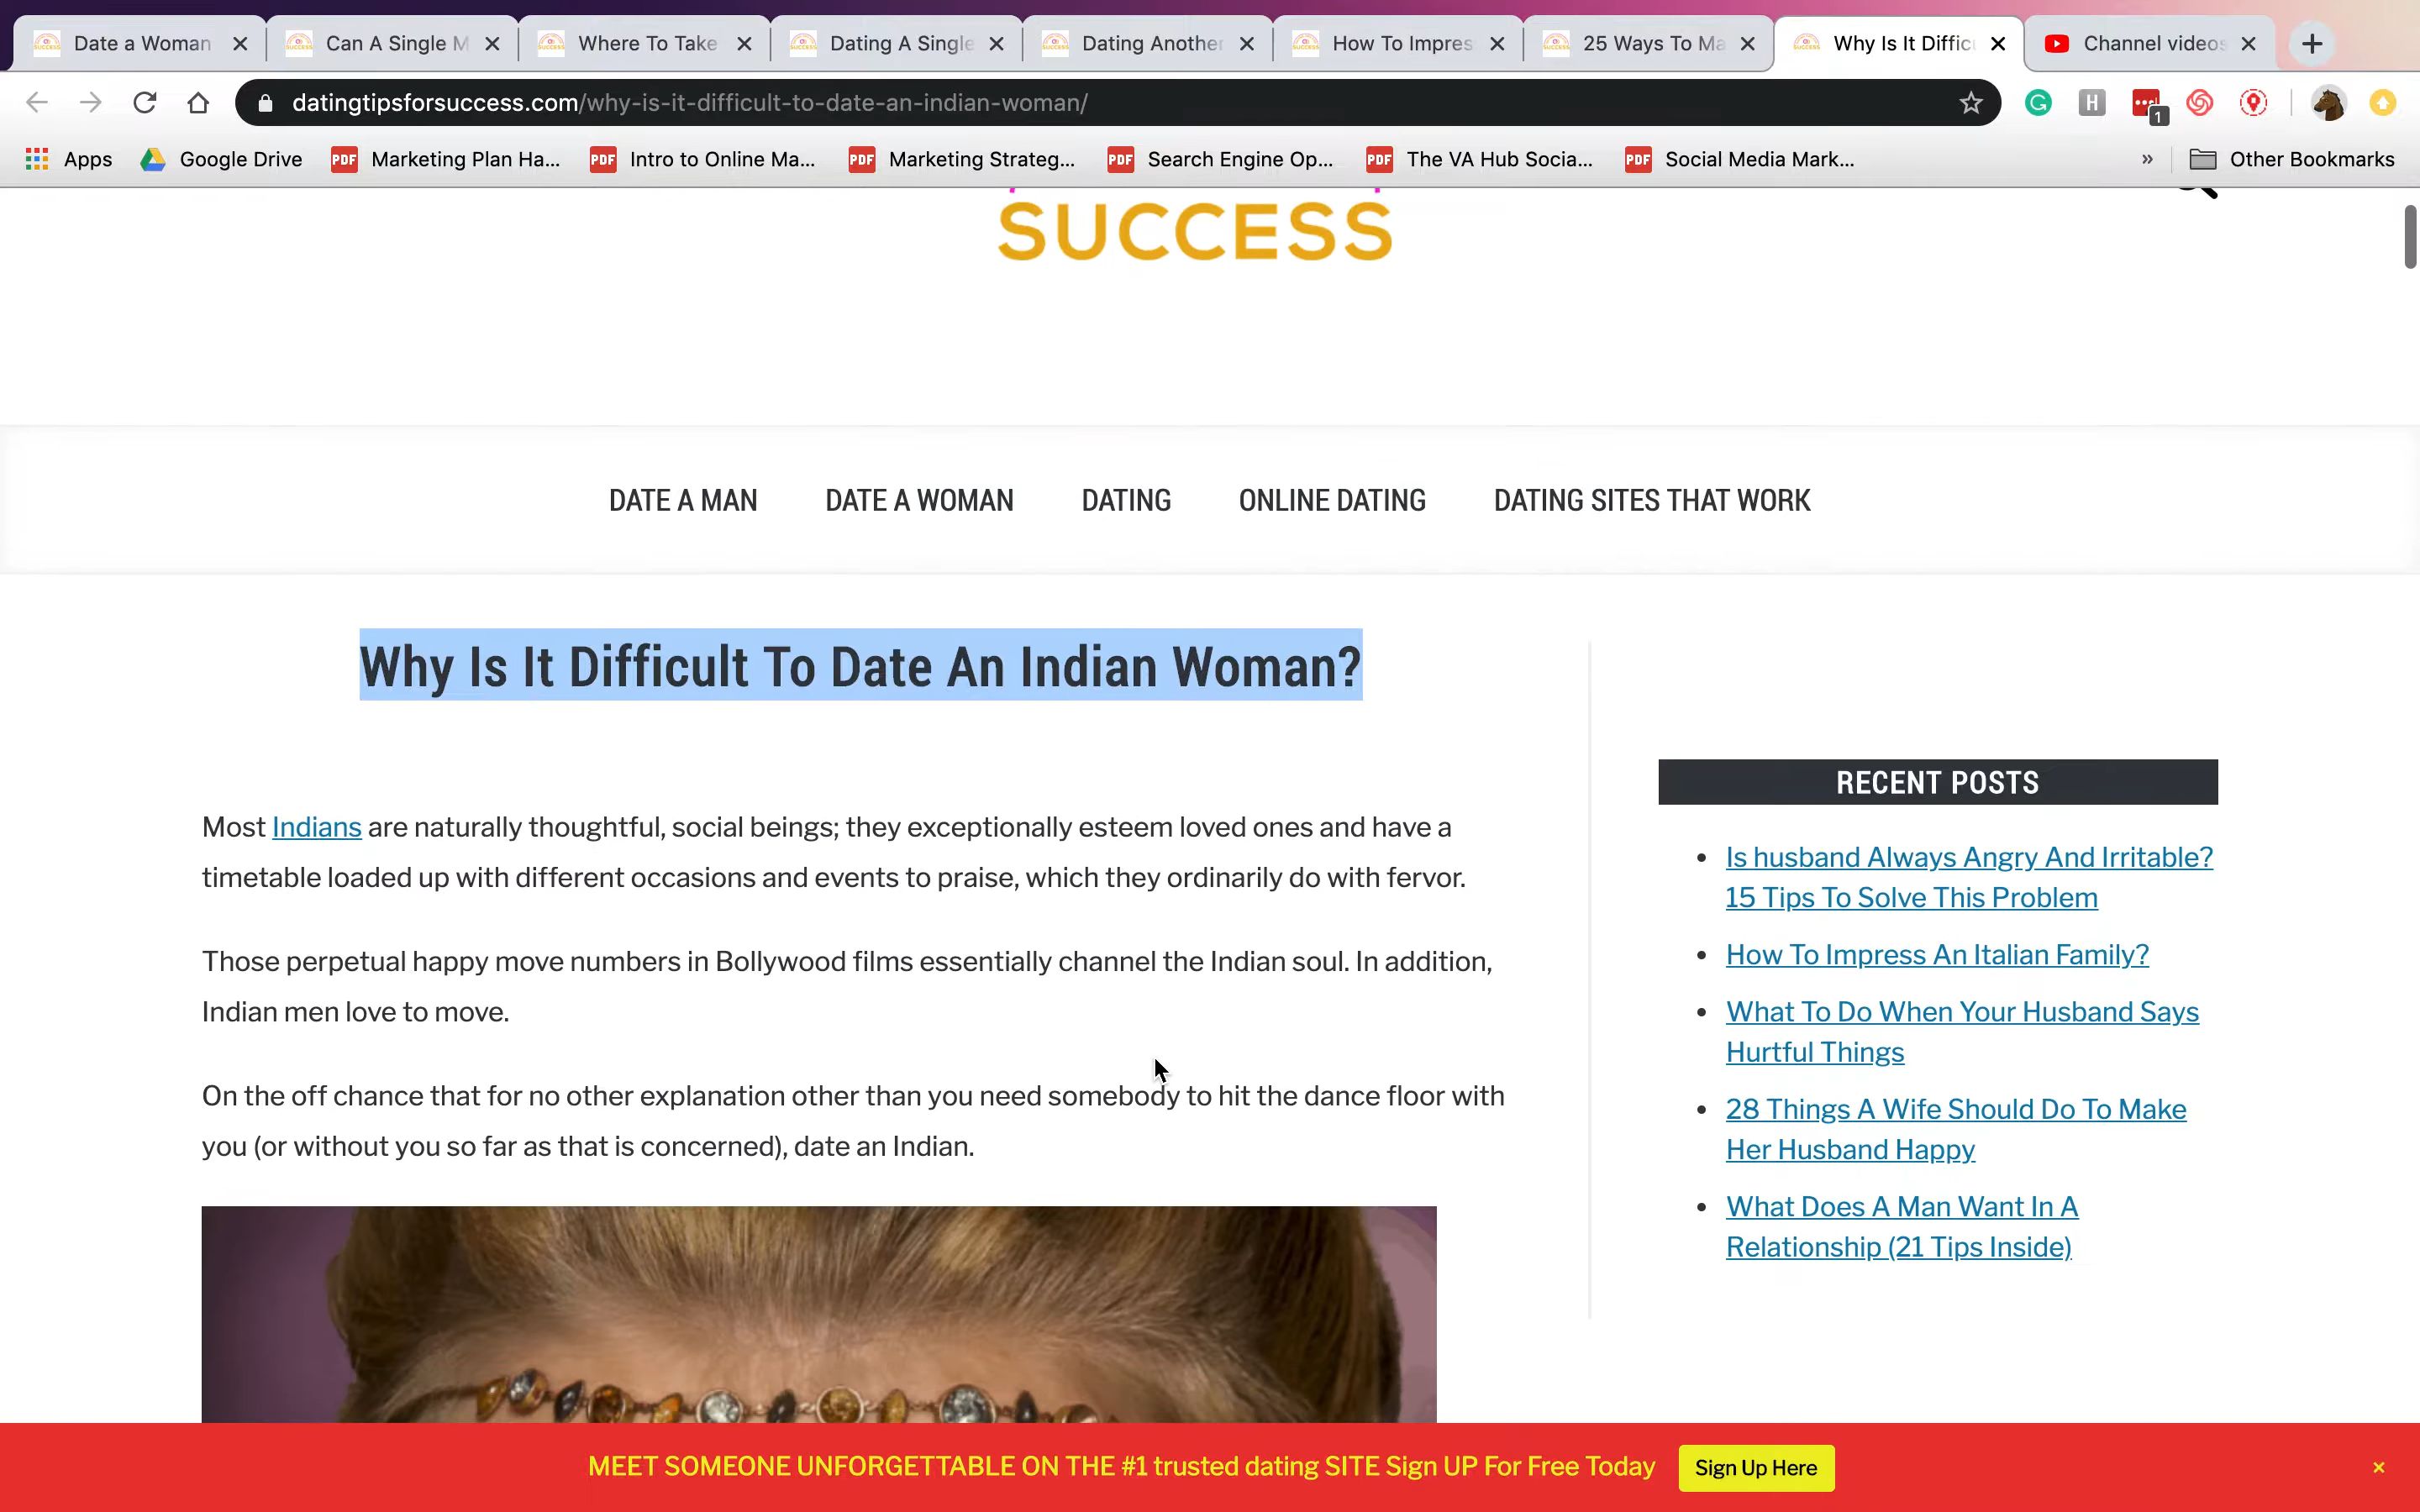 Date a Woman
Can A Single M
Where To Take
Dating A Single
Dating Another
How To Impres
25 Ways To Ma
Why Is It Diffic
Channel videos
datingtipsforsuccess.com/why-is-it-difficult-to-date-an-indian-woman/
1
Apps
Google Drive
PDF Marketing Plan Ha...
PDF Intro to Online Ma...
PDF Marketing Strateg...
PDF Search Engine Op...
PDF The VA Hub Socia...
PDF Social Media Mark...
»
Other Bookmarks
SUCCESS
DATE A MAN
DATE A WOMAN
DATING
ONLINE DATING
DATING SITES THAT WORK
Why Is It Difficult To Date An Indian Woman?
Most Indians are naturally thoughtful, social beings; they exceptionally esteem loved ones and have a
timetable loaded up with different occasions and events to praise, which they ordinarily do with fervor.
Those perpetual happy move numbers in Bollywood films essentially channel the Indian soul. In addition,
Indian men love to move.
On the off chance that for no other explanation other than you need somebody to hit the dance floor with
you (or without you so far as that is concerned), date an Indian.
RECENT POSTS
Is husband Always Angry And Irritable?
15 Tips To Solve This Problem
How To Impress An Italian Family?
What To Do When Your Husband Says
Hurtful Things
28 Things A Wife Should Do To Make
Her Husband Happy
What Does A Man Want In A
Relationship (21 Tips Inside)
MEET SOMEONE UNFORGETTABLE ON THE #1 trusted dating SITE Sign UP For Free Today
Sign Up Here